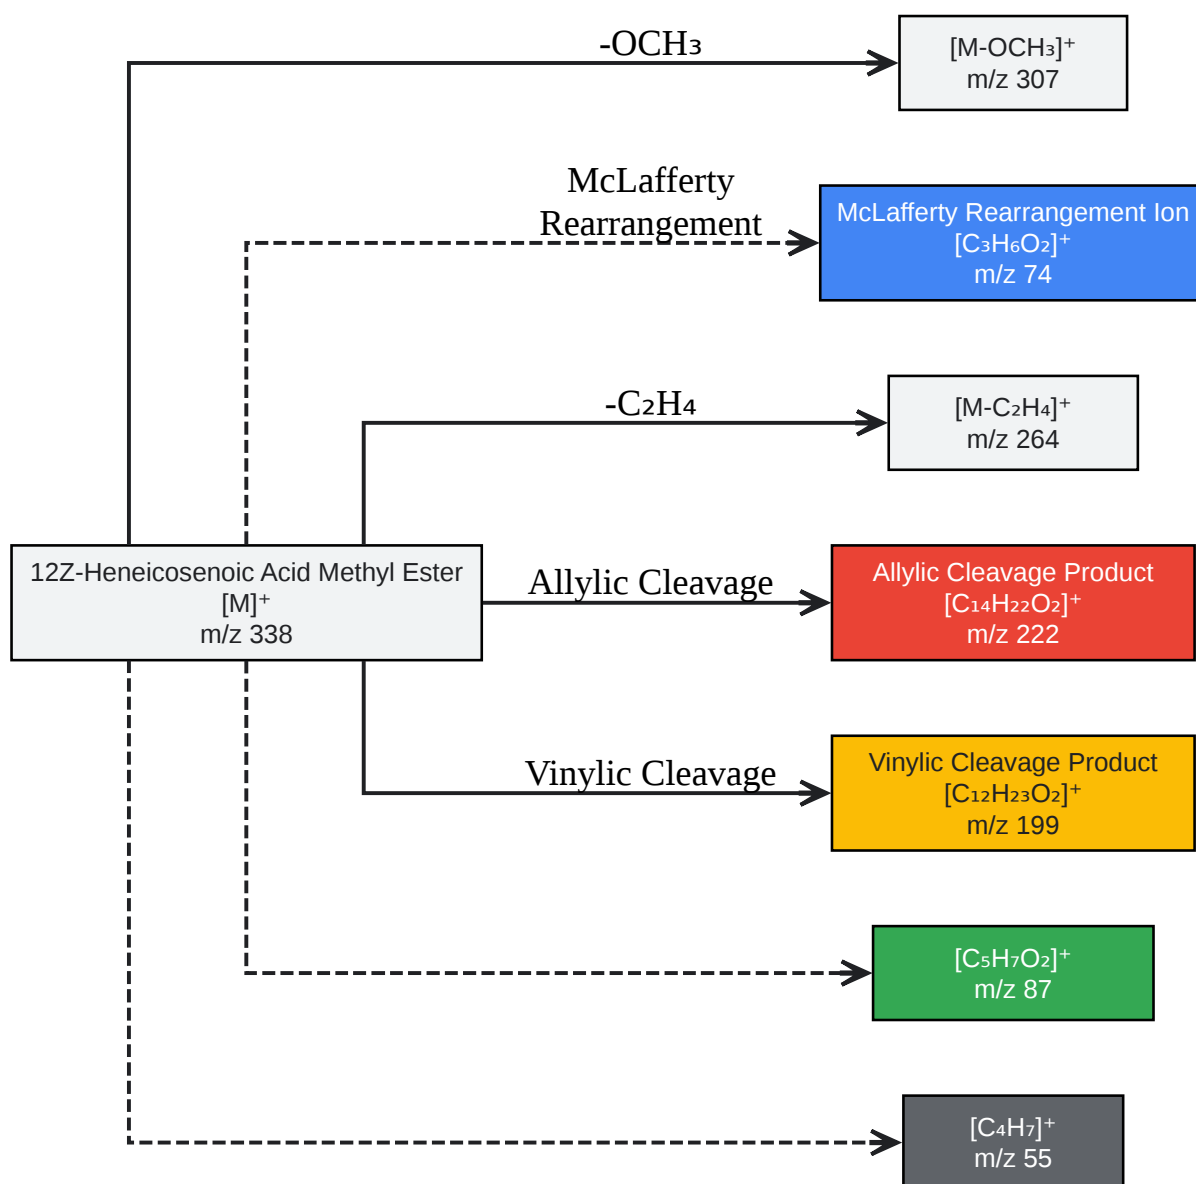 -OCH₃
[M-OCH₃]⁺
m/z 307
McLafferty
Rearrangement
McLafferty Rearrangement Ion
[C₃H₆O₂]⁺
m/z 74
-C₂H₄
[M-C₂H₄]⁺
m/z 264
12Z-Heneicosenoic Acid Methyl Ester
[M]⁺
m/z 338
Allylic Cleavage
Allylic Cleavage Product
[C₁₄H₂₂O₂]⁺
m/z 222
Vinylic Cleavage
Vinylic Cleavage Product
[C₁₂H₂₃O₂]⁺
m/z 199
[C₅H₇O₂]⁺
m/z 87
[C₄H₇]⁺
m/z 55